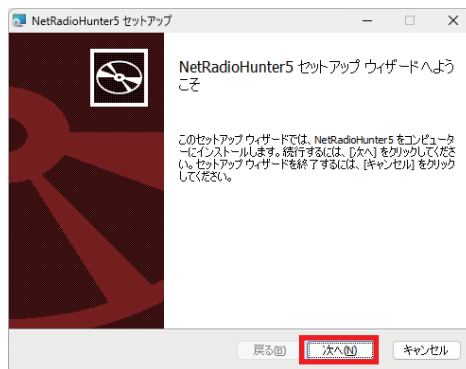 NetRadioHunter5 セットアップ
NetRadioHunter5 セットアップ ウィザードへよう
こそ
このセットアップ ウィザードでは、NetRadioHunter5 をコンピュータ
ーにインストールします。続行するには、[次へ] をクリックしてくださ
い。セットアップ ウィザードを終了するには、[キャンセル] をクリック
してください。
戻る(B) 次へ(N) キャンセル